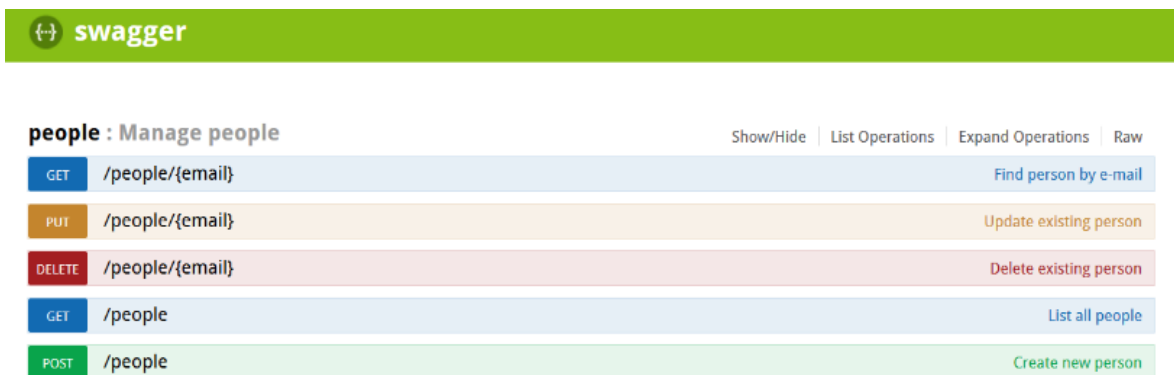 {···} swagger
people : Manage people Show/Hide List Operations Expand Operations Raw
GET /people/{email} Find person by e-mail
PUT /people/{email} Update existing person
DELETE /people/{email} Delete existing person
GET /people List all people
POST /people Create new person